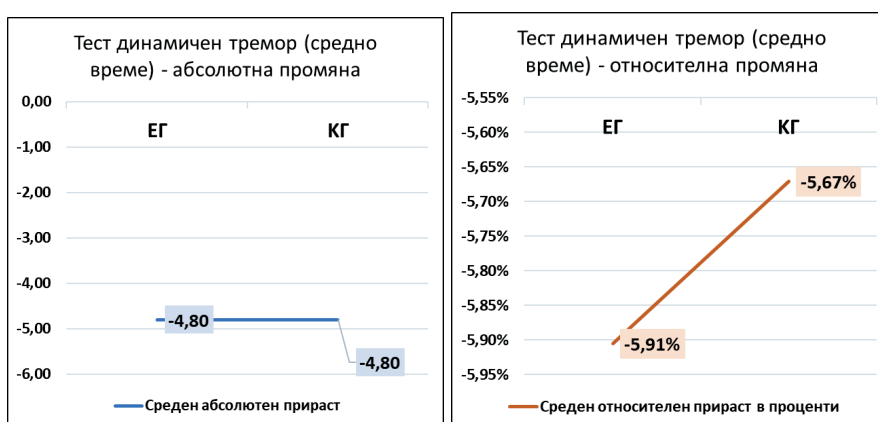 Тест динамичен тремор (средно
време) - абсолютна промяна
0,00
ЕГ КГ
-1,00
-2,00
-3,00
-4,00
-4,80
-5,00
-4,80
-6,00
Среден абсолютен прираст
Тест динамичен тремор (средно
време) - относителна промяна
-5,55%
-5,60%
ЕГ КГ
-5,65%
-5,67%
-5,70%
-5,75%
-5,80%
-5,85%
-5,90%
-5,91%
-5,95%
Среден относителен прираст в проценти